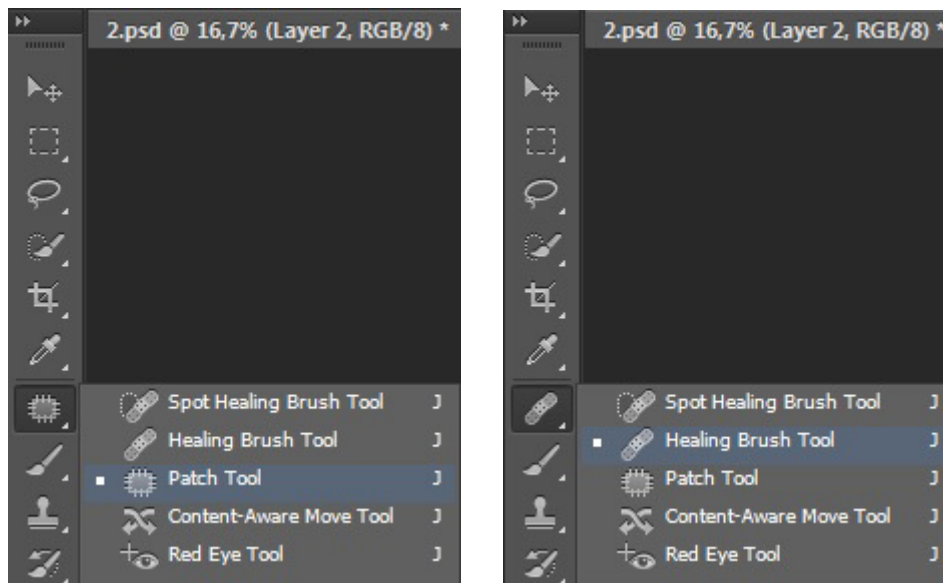 2.psd @ 16,7% (Layer 2, RGB/8) *
Spot Healing Brush Tool J
Healing Brush Tool J
Patch Tool J
Content-Aware Move Tool J
Red Eye Tool J
2.psd @ 16,7% (Layer 2, RGB/8) *
Spot Healing Brush Tool J
Healing Brush Tool J
Patch Tool J
Content-Aware Move Tool J
Red Eye Tool J